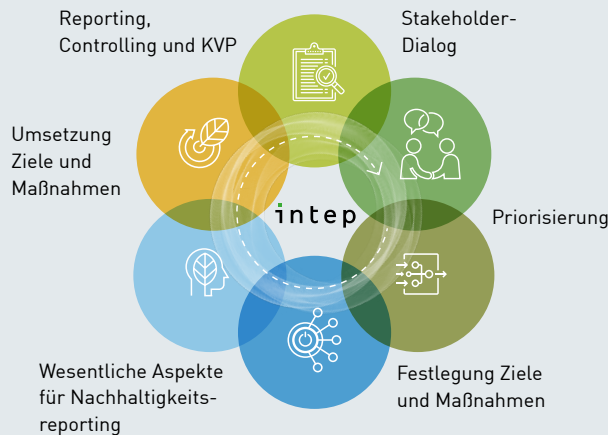 Reporting,
Controlling und KVP
Stakeholder-
Dialog
Umsetzung
Ziele und
Maßnahmen
intep
Priorisierung
Wesentliche Aspekte
für Nachhaltigkeits-
reporting
Festlegung Ziele
und Maßnahmen